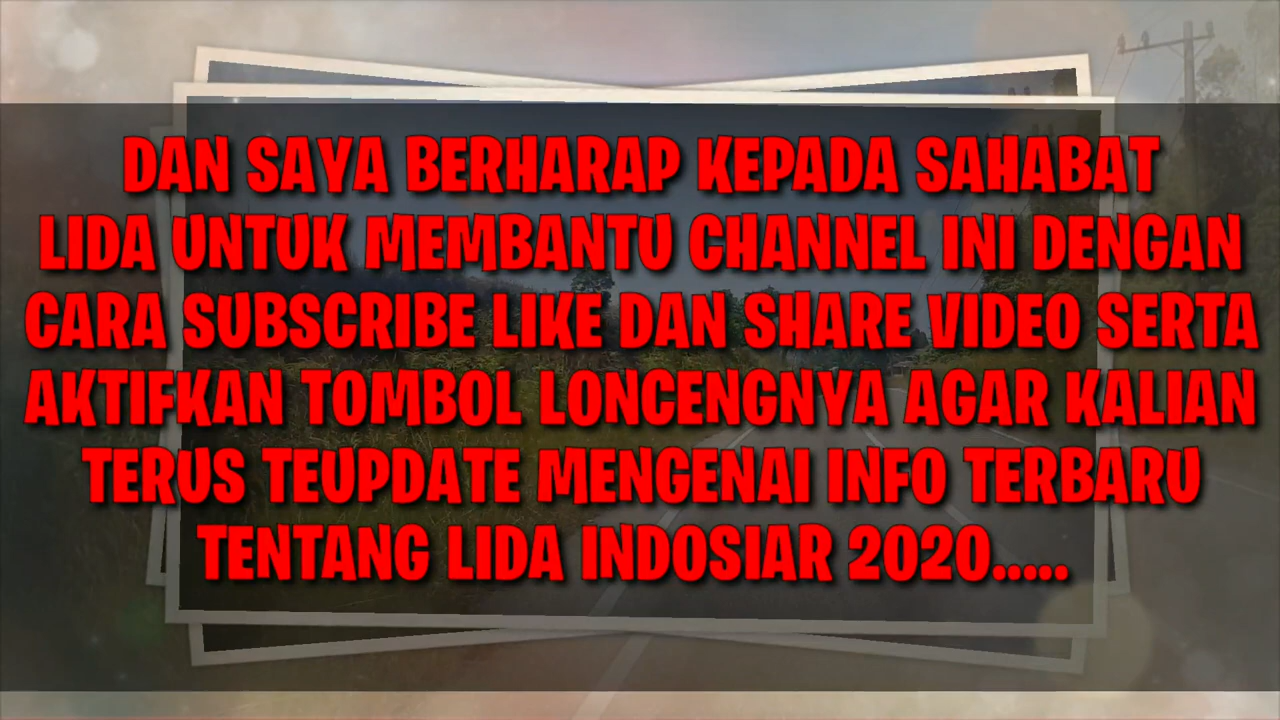 DAN SAYA BERHARAP KEPADA SAHABAT
LIDA UNTUK MEMBANTU CHANNEL INI DENGAN
CARA SUBSCRIBE LIKE DAN SHARE VIDEO SERTA
AKTIFKAN TOMBOL LONCENGNYA AGAR KALIAN
TERUS TEUPDATE MENGENAI INFO TERBARU
TENTANG LIDA INDOSIAR 2020.....